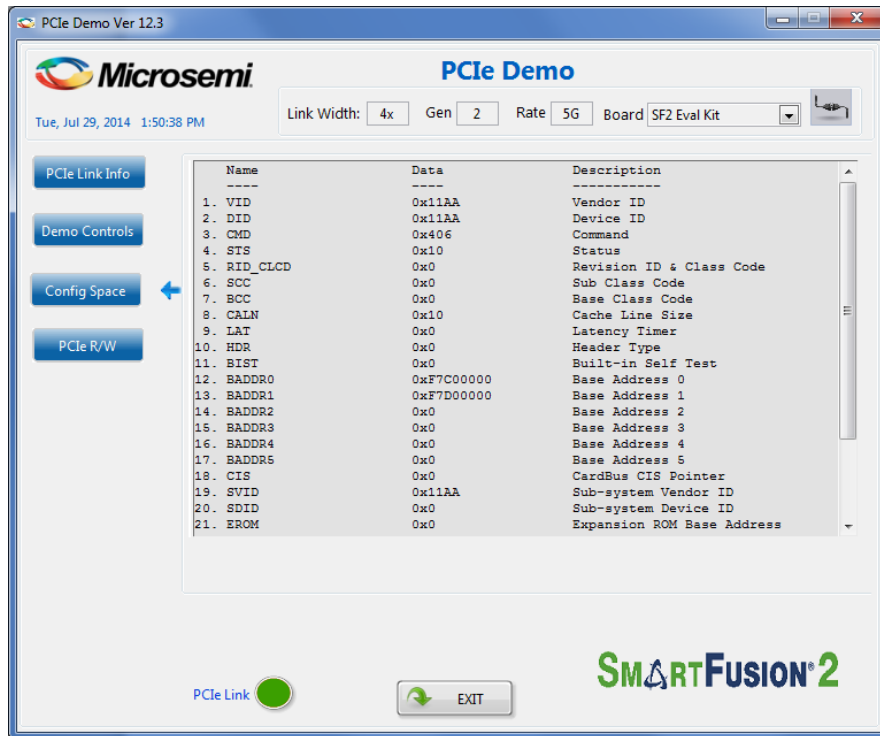 PCIe Demo Ver 12.3
Microsemi.
PCIe Demo
Tue, Jul 29, 2014 1:50:38 PM
Link Width: 4x Gen 2 Rate 5G Board SF2 Eval Kit
PCIe Link Info
Demo Controls
Config Space
PCIe R/W
Name Data Description
---- ---- -----------
1. VID 0x11AA Vendor ID
2. DID 0x11AA Device ID
3. CMD 0x406 Command
4. STS 0x10 Status
5. RID_CLCD 0x0 Revision ID & Class Code
6. SCC 0x0 Sub Class Code
7. BCC 0x0 Base Class Code
8. CALN 0x10 Cache Line Size
9. LAT 0x0 Latency Timer
10. HDR 0x0 Header Type
11. BIST 0x0 Built-in Self Test
12. BADDR0 0xF7C00000 Base Address 0
13. BADDR1 0xF7D00000 Base Address 1
14. BADDR2 0x0 Base Address 2
15. BADDR3 0x0 Base Address 3
16. BADDR4 0x0 Base Address 4
17. BADDR5 0x0 Base Address 5
18. CIS 0x0 CardBus CIS Pointer
19. SVID 0x11AA Sub-system Vendor ID
20. SDID 0x0 Sub-system Device ID
21. EROM 0x0 Expansion ROM Base Address
PCIe Link
EXIT
SMARTFUSION®2